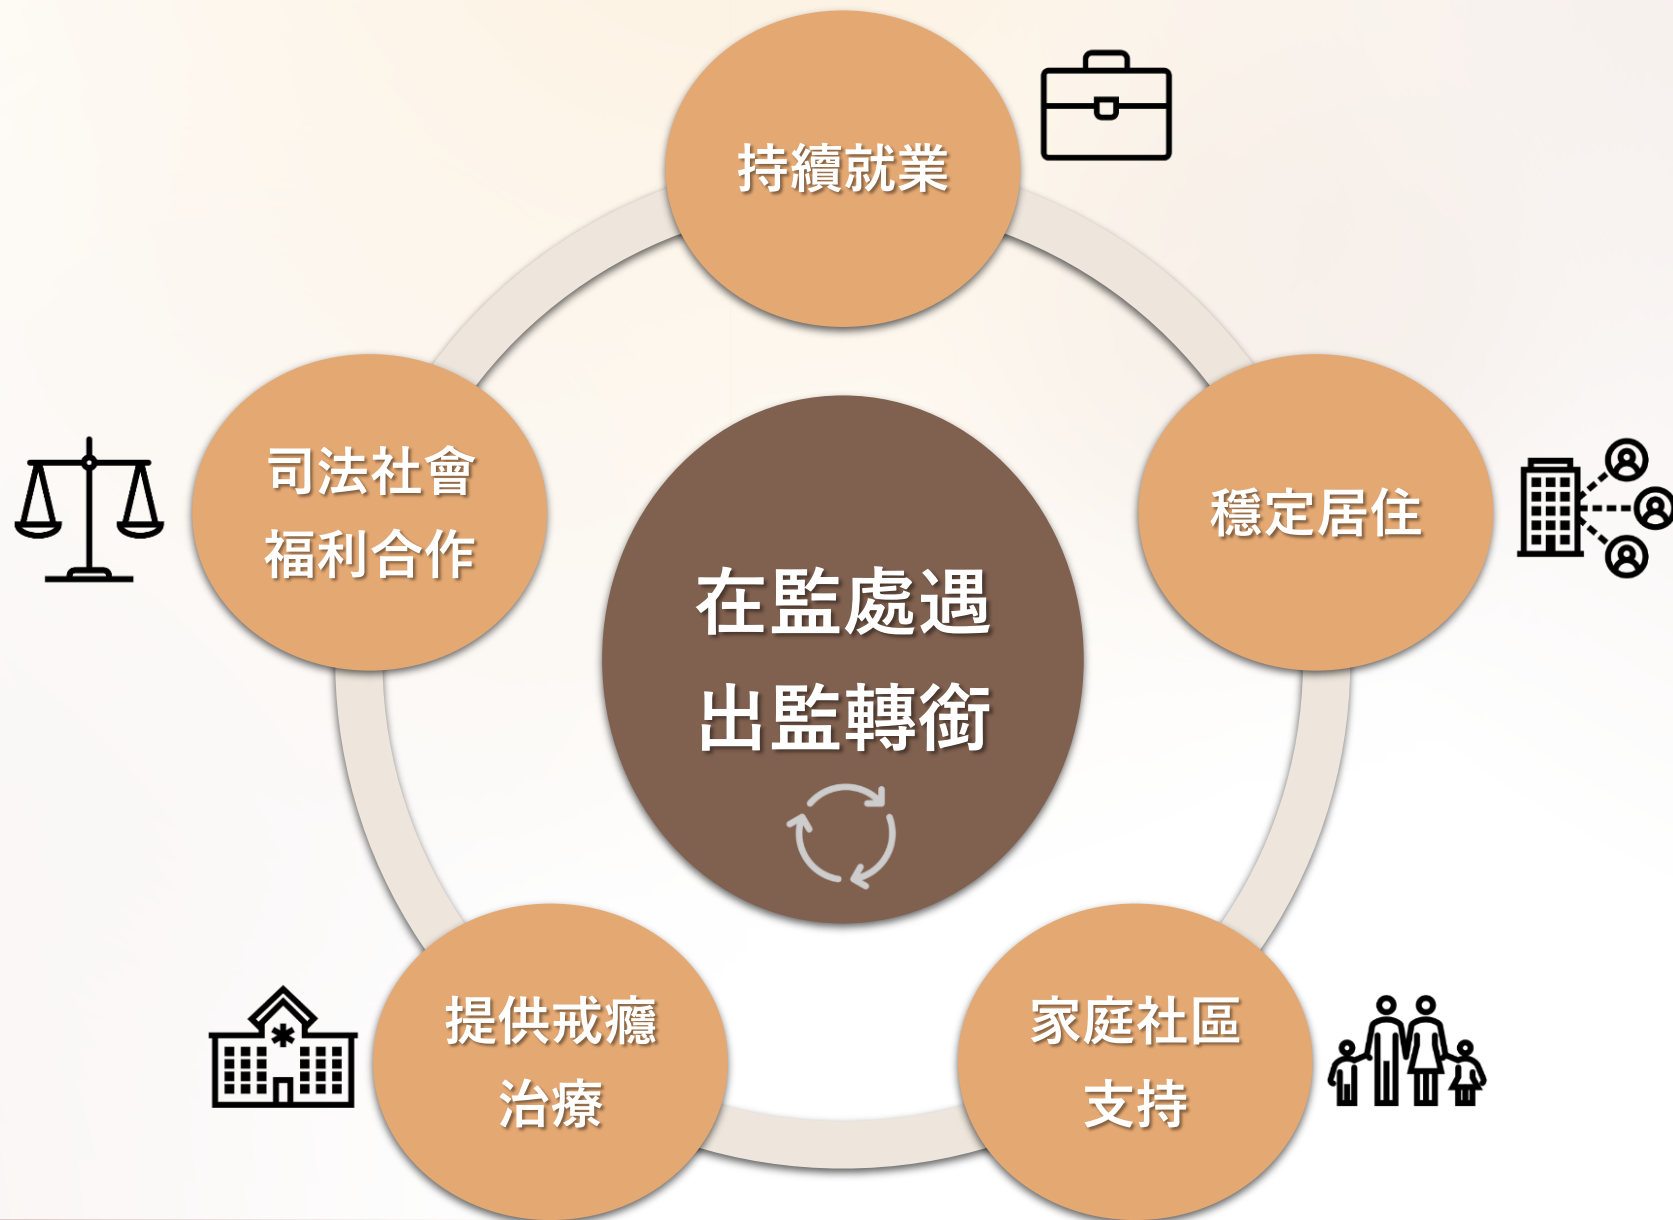 持續就業
司法社會
福利合作
穩定居住
在監處遇
出監轉銜
提供戒癮
治療
家庭社區
支持